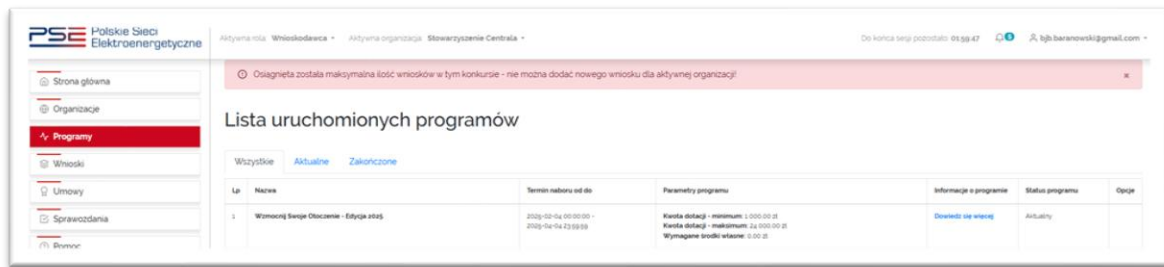 PSE Polskie Sieci
Elektroenergetyczne
Aktywna rola: Wnioskodawca
Aktywna organizacja: Stowarzyszenie Centrala
Do końca sesji pozostało: 01:59:47
5
bjb.baranowski@gmail.com
Osiągnięta została maksymalna ilość wniosków w tym konkursie - nie można dodać nowego wniosku dla aktywnej organizacji!
×
Strona główna
Organizacje
Programy
Wnioski
Umowy
Sprawozdania
Pomoc
Lista uruchomionych programów
Wszystkie Aktualne Zakończone
Lp Nazwa Termin naboru od do Parametry programu Informacje o programie Status programu Opcje
1 Wzmocnij Swoje Otoczenie - Edycja 2025. 2025-02-04 00:00:00 - Kwota dotacji - minimum: 1 000.00 zł Dowiedz się więcej Aktualny
2025-04-04 23:59:59 Kwota dotacji - maksimum: 24 000.00 zł
Wymagane środki własne: 0.00 zł